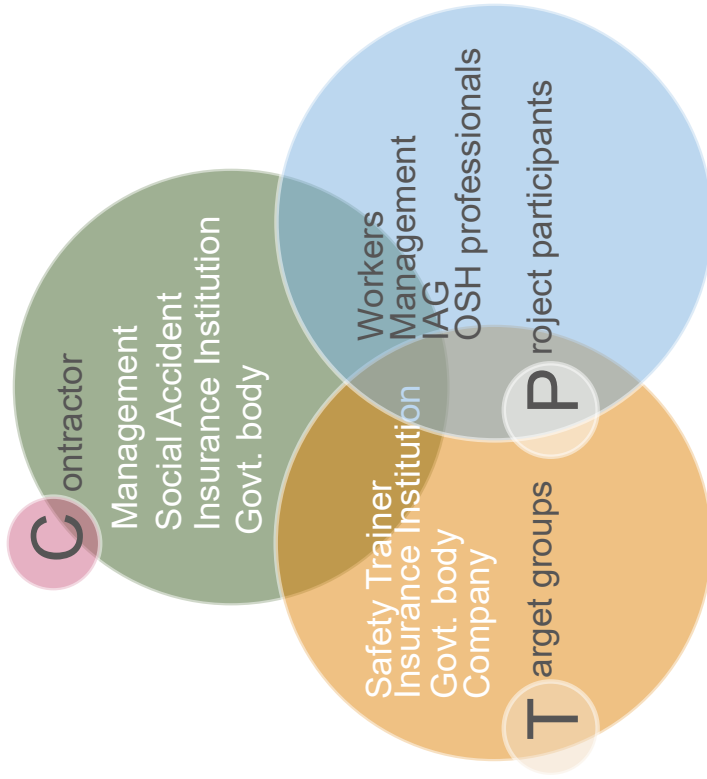 Contractor
Management
Social Accident
Insurance Institution
Govt. body
Safety Trainer
Insurance Institution
Govt. body
Company
Target groups
Workers
Management
IAG
OSH professionals
Project participants